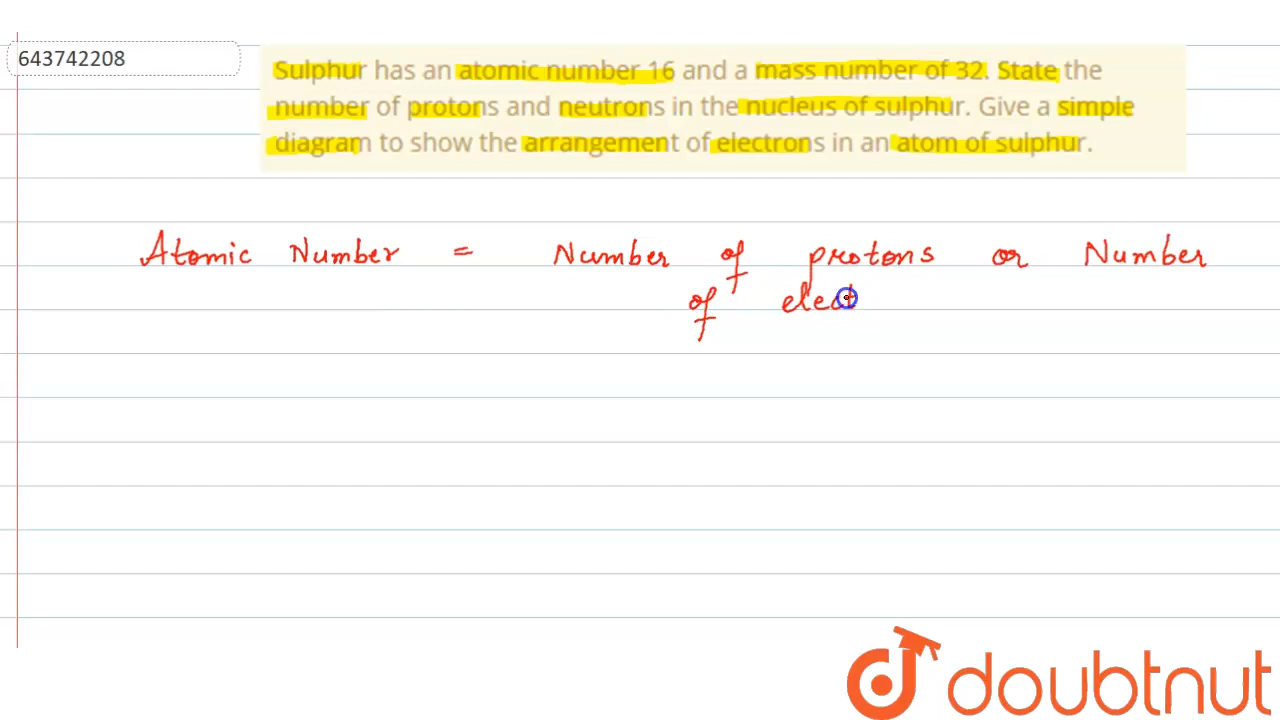 643742208
Sulphur has an atomic number 16 and a mass number of 32. State the
number of protons and neutrons in the nucleus of sulphur. Give a simple
diagram to show the arrangement of electrons in an atom of sulphur.
Atomic Number = Number of protons or Number
of elect
doubtnut